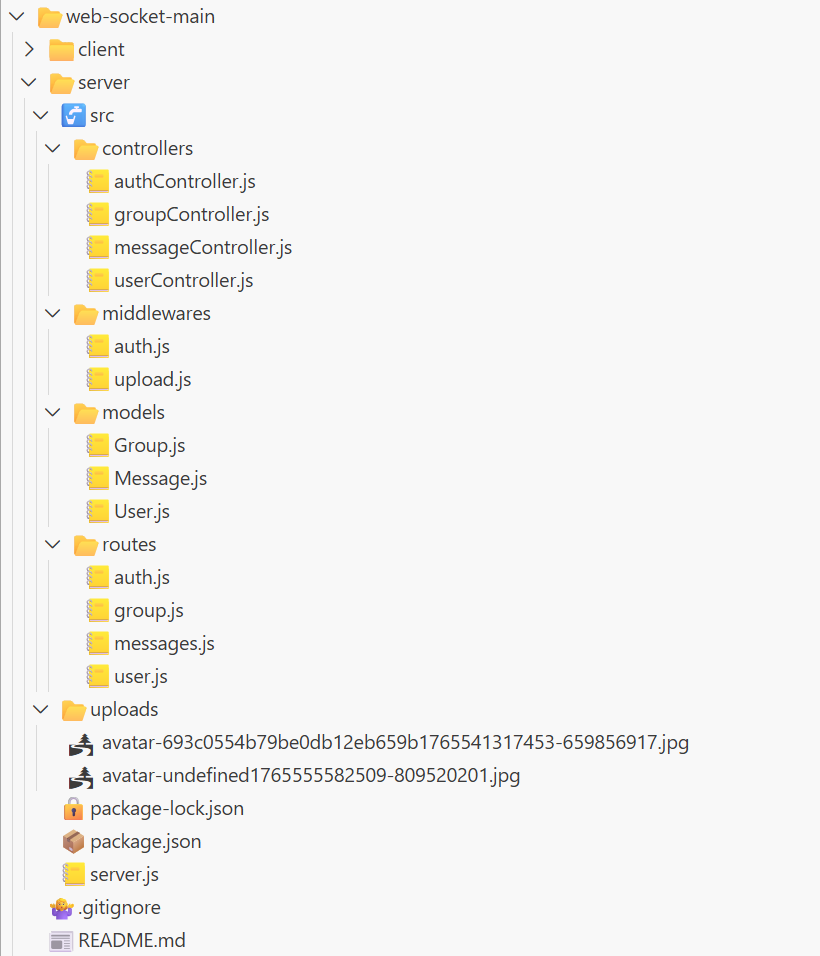 web-socket-main
client
server
src
controllers
authController.js
groupController.js
messageController.js
userController.js
middlewares
auth.js
upload.js
models
Group.js
Message.js
User.js
routes
auth.js
group.js
messages.js
user.js
uploads
avatar-693c0554b79be0db12eb659b1765541317453-659856917.jpg
avatar-undefined1765555582509-809520201.jpg
package-lock.json
package.json
server.js
.gitignore
README.md